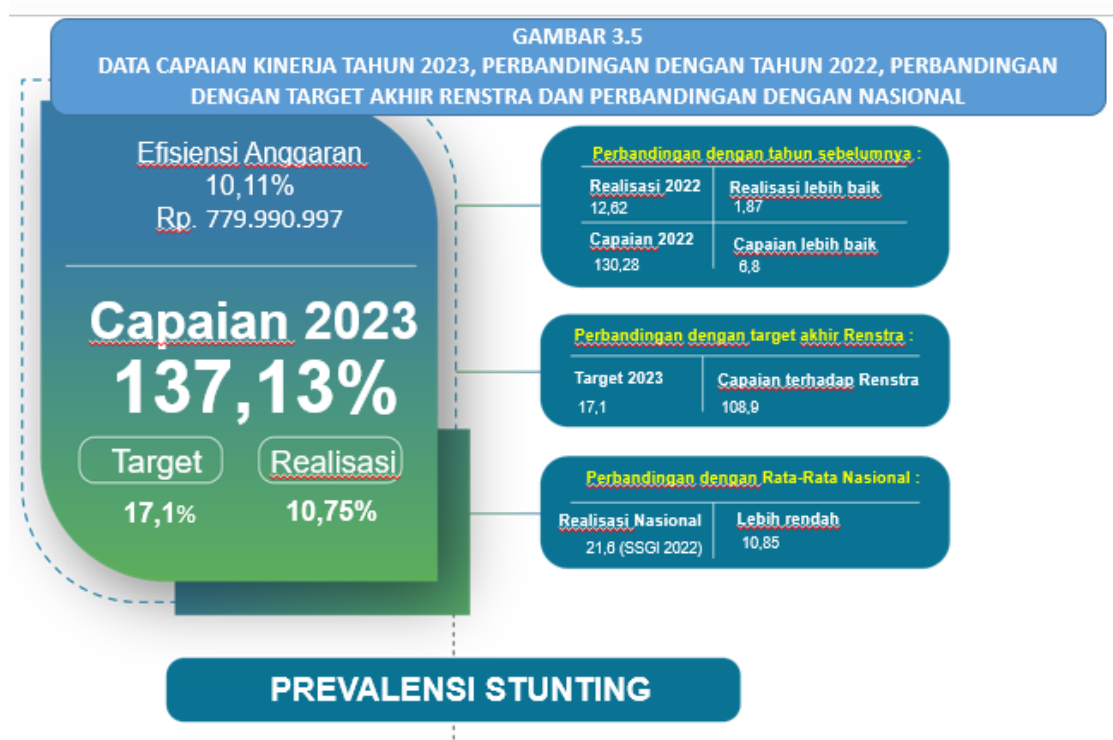 GAMBAR 3.5
DATA CAPAIAN KINERJA TAHUN 2023, PERBANDINGAN DENGAN TAHUN 2022, PERBANDINGAN
DENGAN TARGET AKHIR RENSTRA DAN PERBANDINGAN DENGAN NASIONAL
Efisiensi Anggaran
10,11%
Rp. 779.990.997
Capaian 2023
137,13%
Target
Realisasi
17,1%
10,75%
Perbandingan dengan tahun sebelumnya :
Realisasi 2022
Realisasi lebih baik
12,62
1,87
Capaian 2022
Capaian lebih baik
130,28
6,8
Perbandingan dengan target akhir Renstra :
Target 2023
Capaian terhadap Renstra
17,1
108,9
Perbandingan dengan Rata-Rata Nasional :
Realisasi Nasional
Lebih rendah
21,6 (SSGI 2022)
10,85
PREVALENSI STUNTING